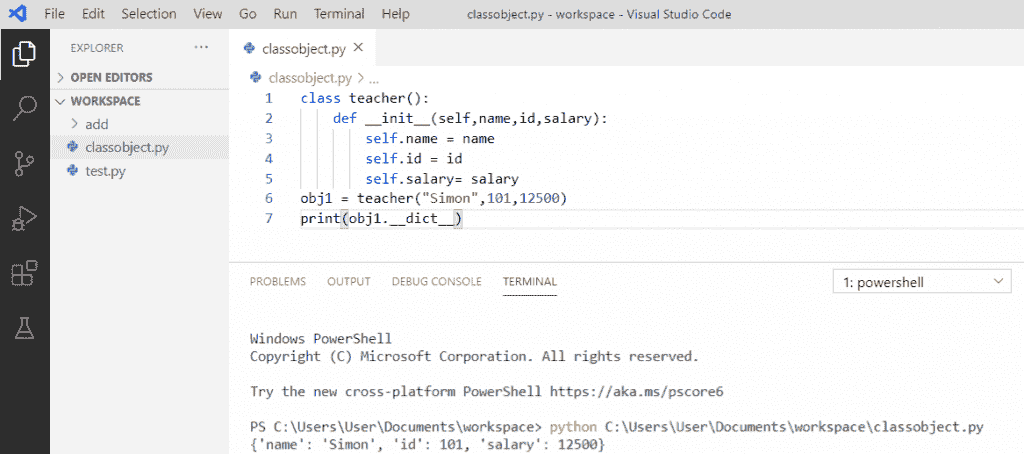 File Edit Selection View Go Run Terminal Help classobject.py - workspace - Visual Studio Code
EXPLORER ...
classobject.py
OPEN EDITORS
WORKSPACE
add
classobject.py
test.py
classobject.py > ...
1 class teacher():
2     def __init__(self,name,id,salary):
3         self.name = name
4         self.id = id
5         self.salary= salary
6 obj1 = teacher("Simon",101,12500)
7 print(obj1.__dict__)
PROBLEMS OUTPUT DEBUG CONSOLE TERMINAL 1: powershell
Windows PowerShell
Copyright (C) Microsoft Corporation. All rights reserved.
Try the new cross-platform PowerShell https://aka.ms/pscore6
PS C:\Users\User\Documents\workspace> python C:\Users\User\Documents\workspace\classobject.py
{'name': 'Simon', 'id': 101, 'salary': 12500}